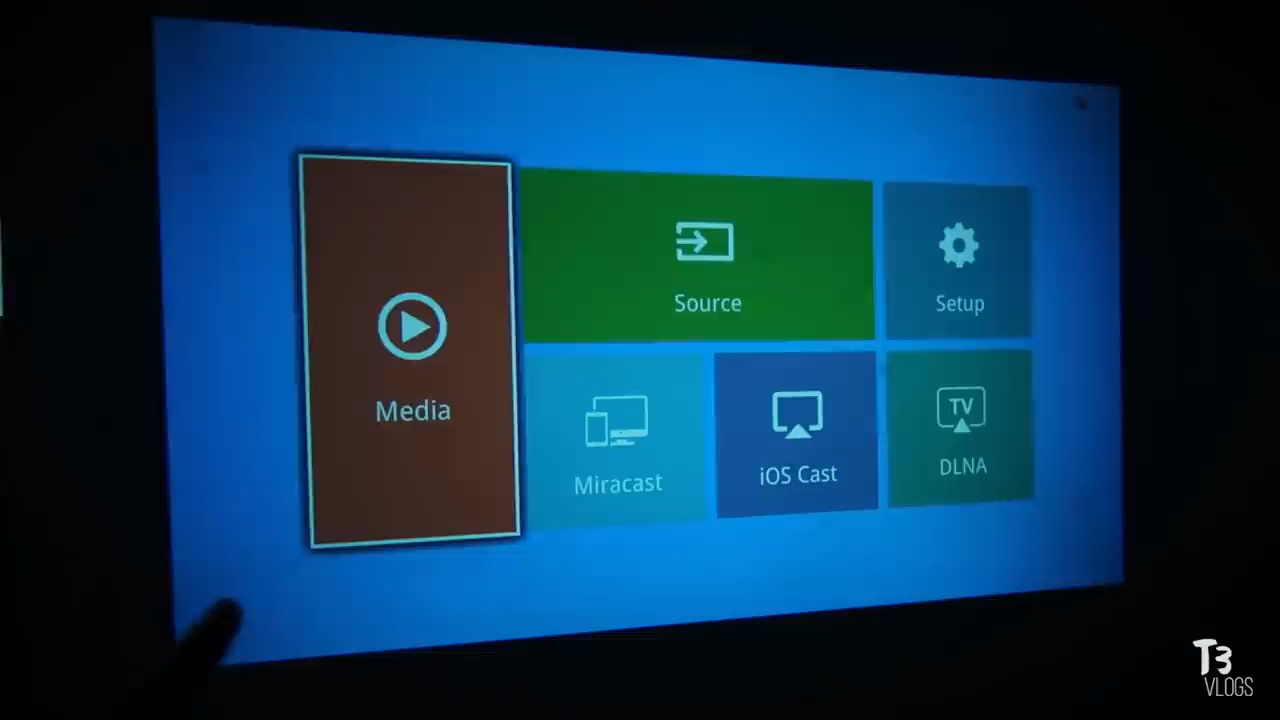 Media
Source
Setup
Miracast
iOS Cast
TV
DLNA
T3
VLOGS